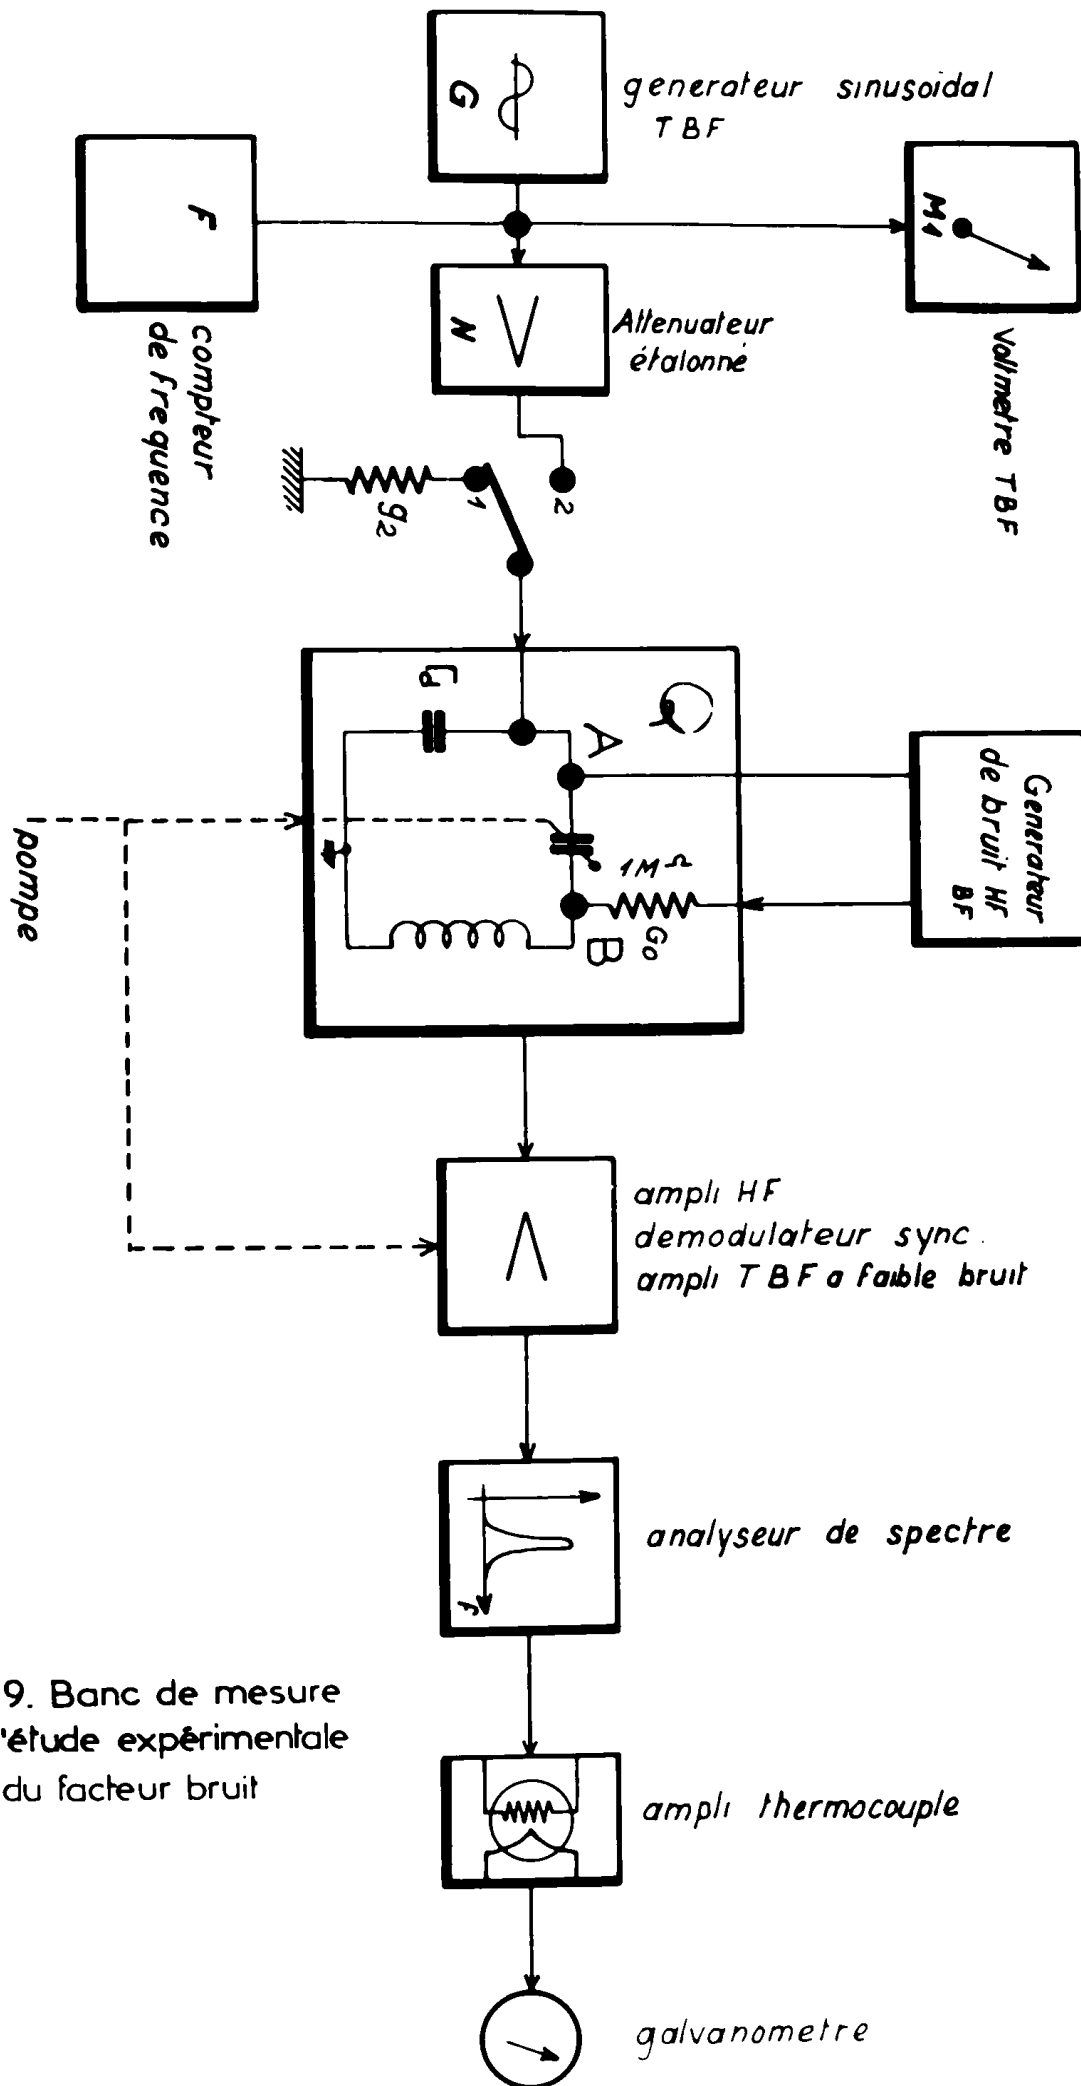 G
generateur sinusoidal
TBF
F
compteur
de frequence
M1
Voltmetre TBF
N
Attenuateur
étalonné
g2
1
2
Γd
Q
A
1MΩ
G0
B
Generateur
de bruit HF
BF
pompe
ampli HF
demodulateur sync.
ampli TBF a faible bruit
F
analyseur de spectre
9. Banc de mesure
'étude expérimentale
du facteur bruit
ampli thermocouple
galvanometre